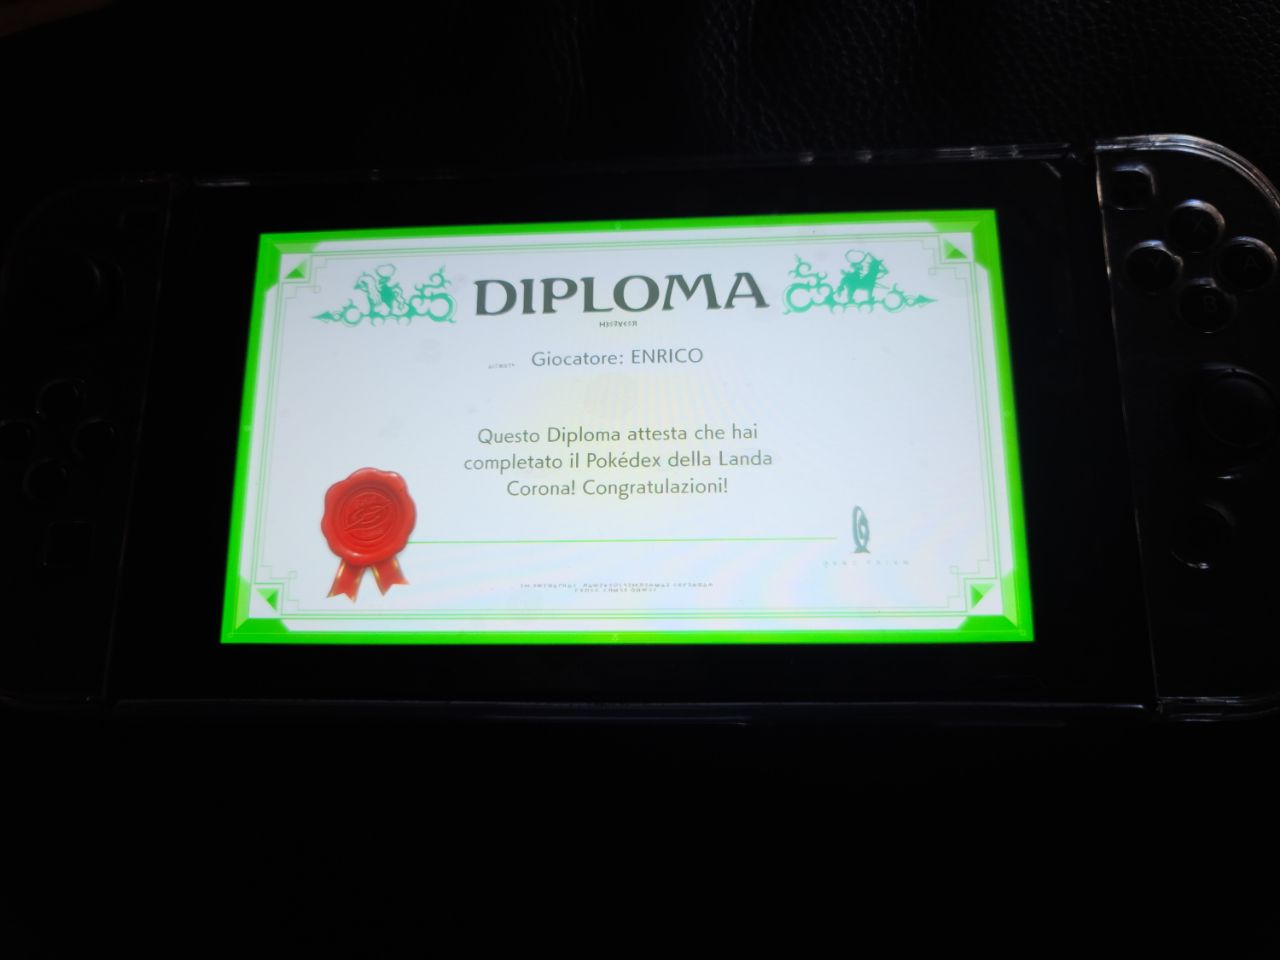 DIPLOMA
Giocatore: ENRICO
Questo Diploma attesta che hai
completato il Pokédex della Landa
Corona! Congratulazioni!
Y
A
B